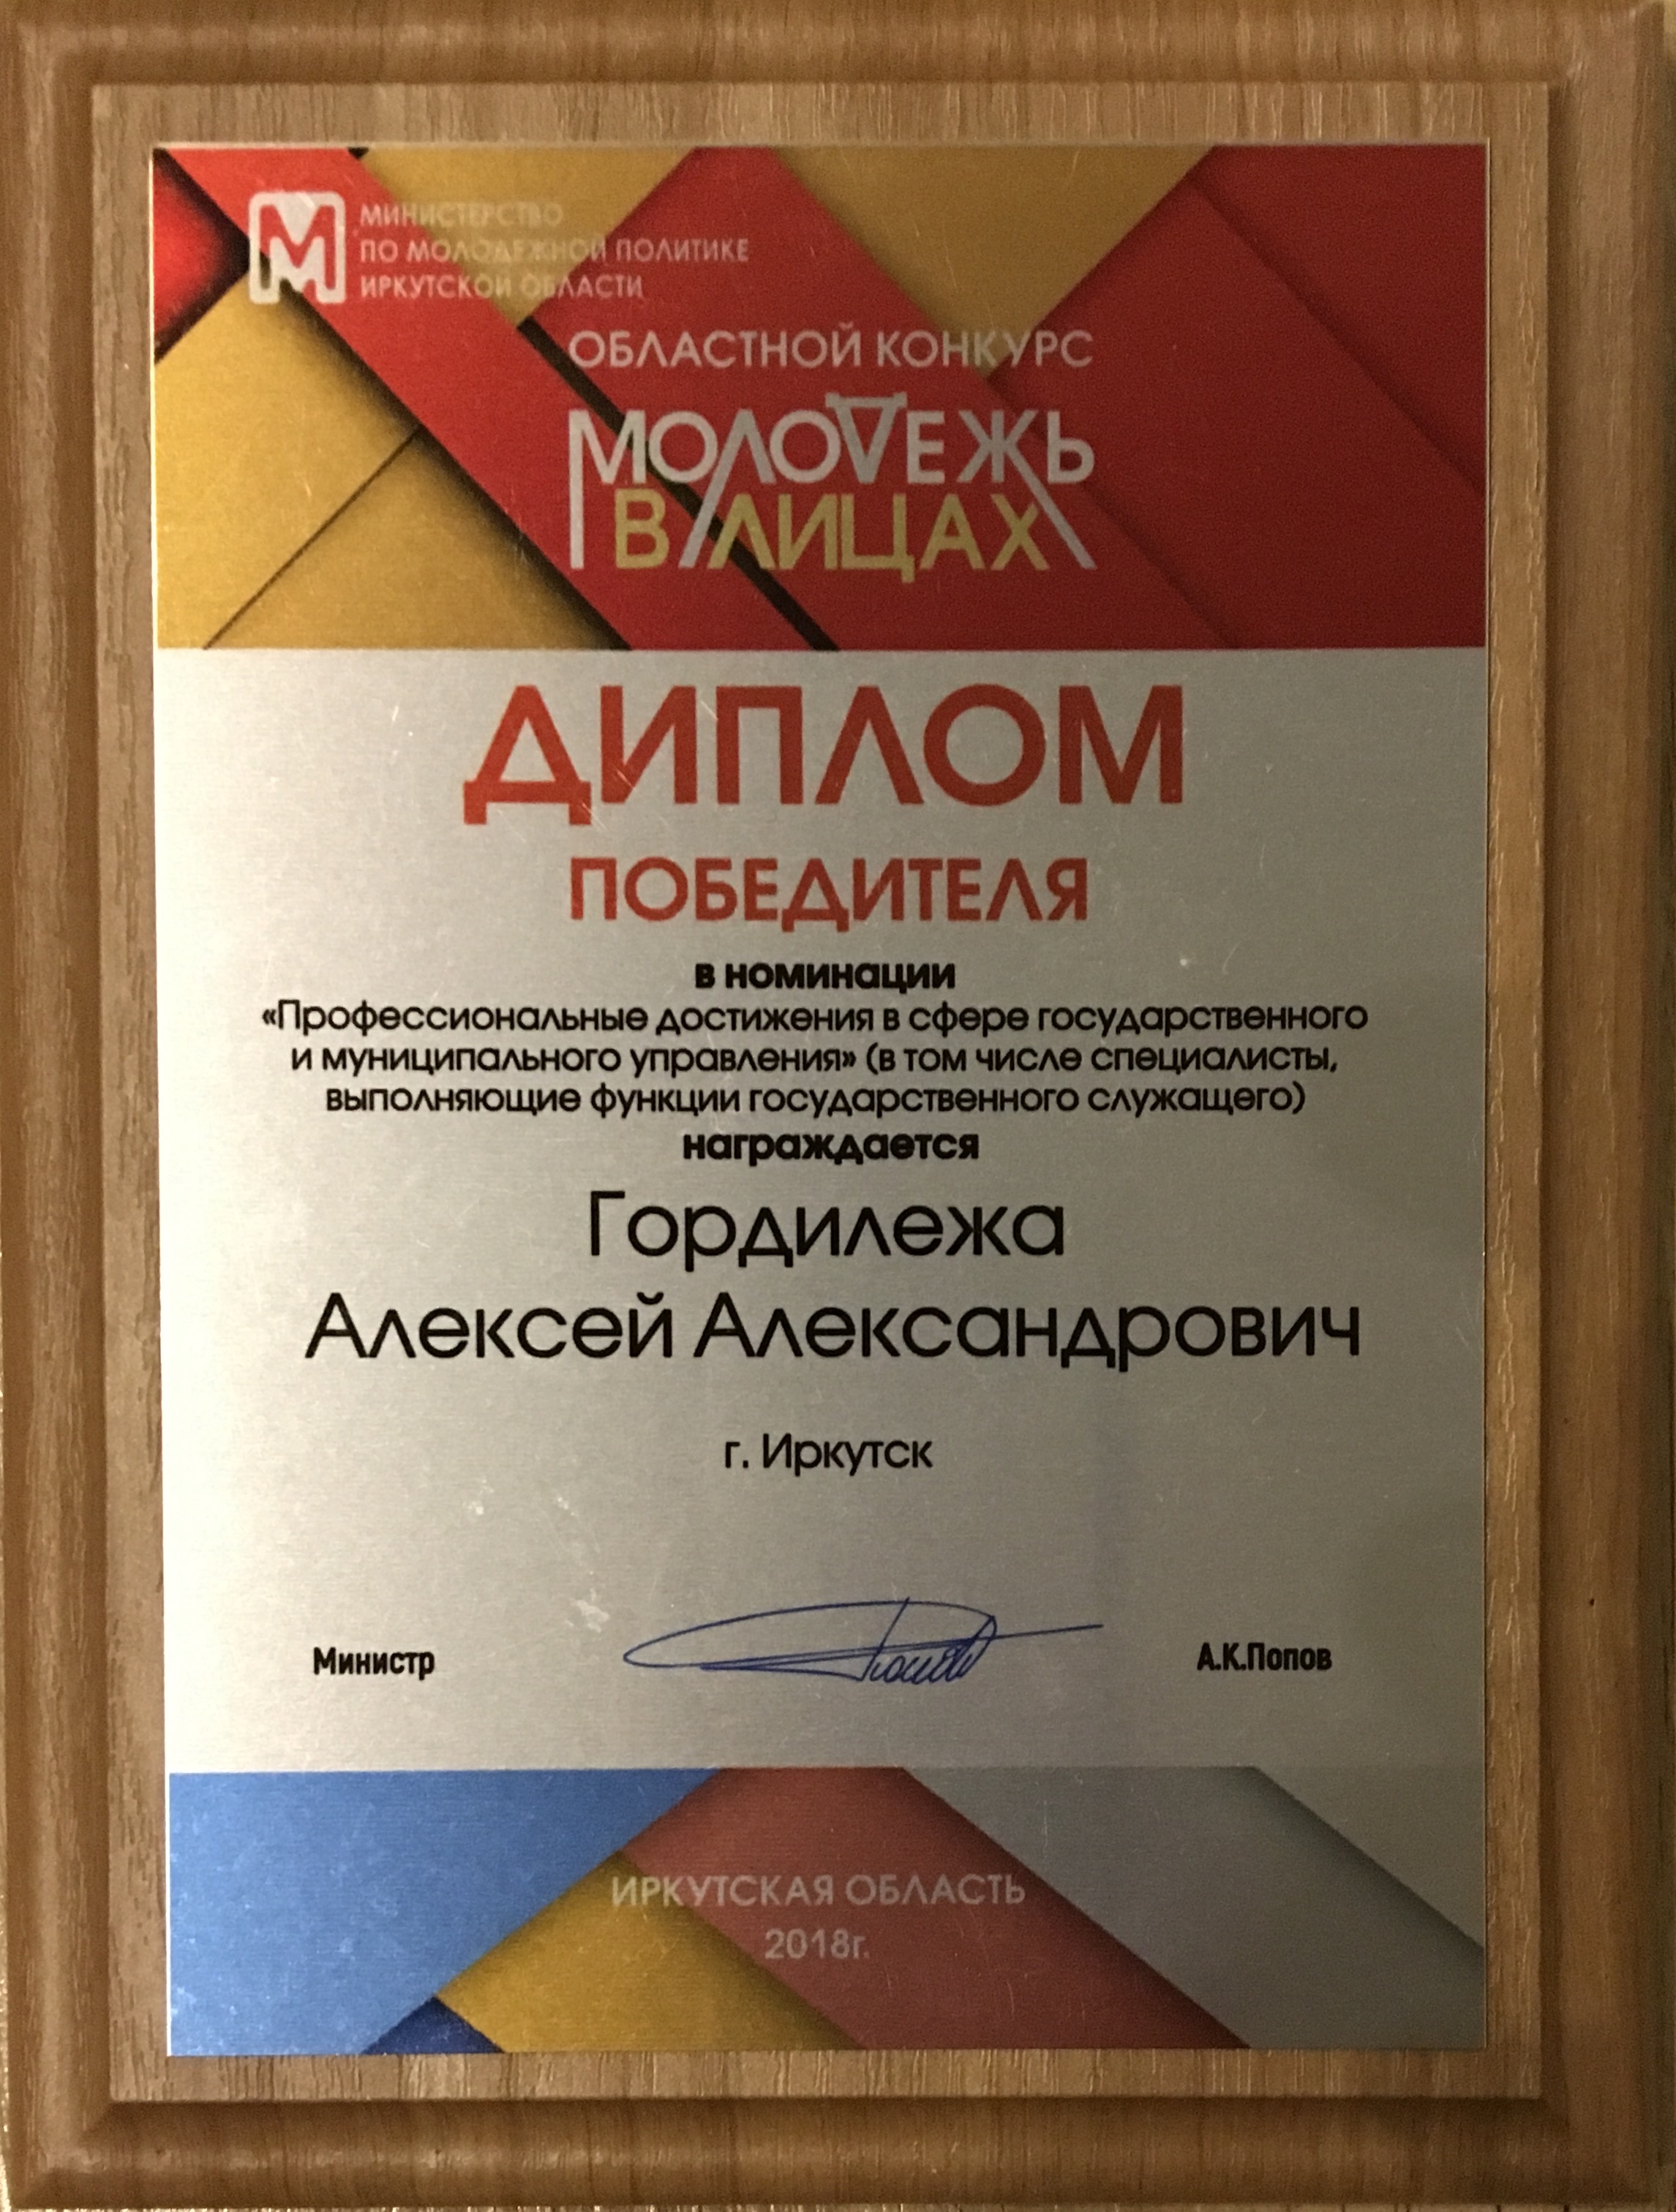 МИНИСТЕРСТВО
ПО МОЛОДЕЖНОЙ ПОЛИТИКЕ
ИРКУТСКОЙ ОБЛАСТИ
ОБЛАСТНОЙ КОНКУРС
МОЛОДЕЖЬ
В ЛИЦАХ
ДИПЛОМ
ПОБЕДИТЕЛЯ
в номинации
«Профессиональные достижения в сфере государственного
и муниципального управления» (в том числе специалисты,
выполняющие функции государственного служащего)
награждается
Гордилежа
Алексей Александрович
г. Иркутск
Министр А.К.Попов
ИРКУТСКАЯ ОБЛАСТЬ
2018г.